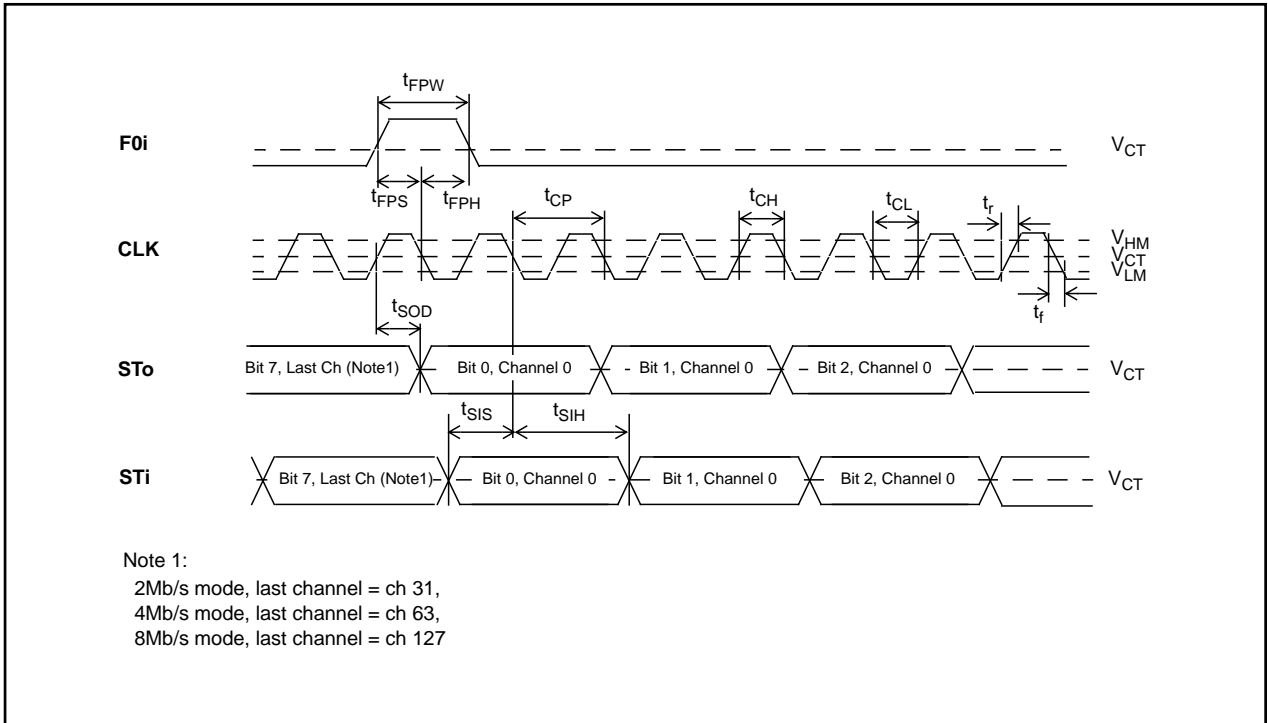 tFPW
F0i
VCT
tFPS
tFPH
tCP
tCH
tCL
tr
CLK
VHM
VCT
VLM
tSOD
tf
STo
Bit 7, Last Ch (Note1)
Bit 0, Channel 0
Bit 1, Channel 0
Bit 2, Channel 0
VCT
tSIS
tSIH
STi
Bit 7, Last Ch (Note1)
Bit 0, Channel 0
Bit 1, Channel 0
Bit 2, Channel 0
VCT
Note 1:
2Mb/s mode, last channel = ch 31,
4Mb/s mode, last channel = ch 63,
8Mb/s mode, last channel = ch 127